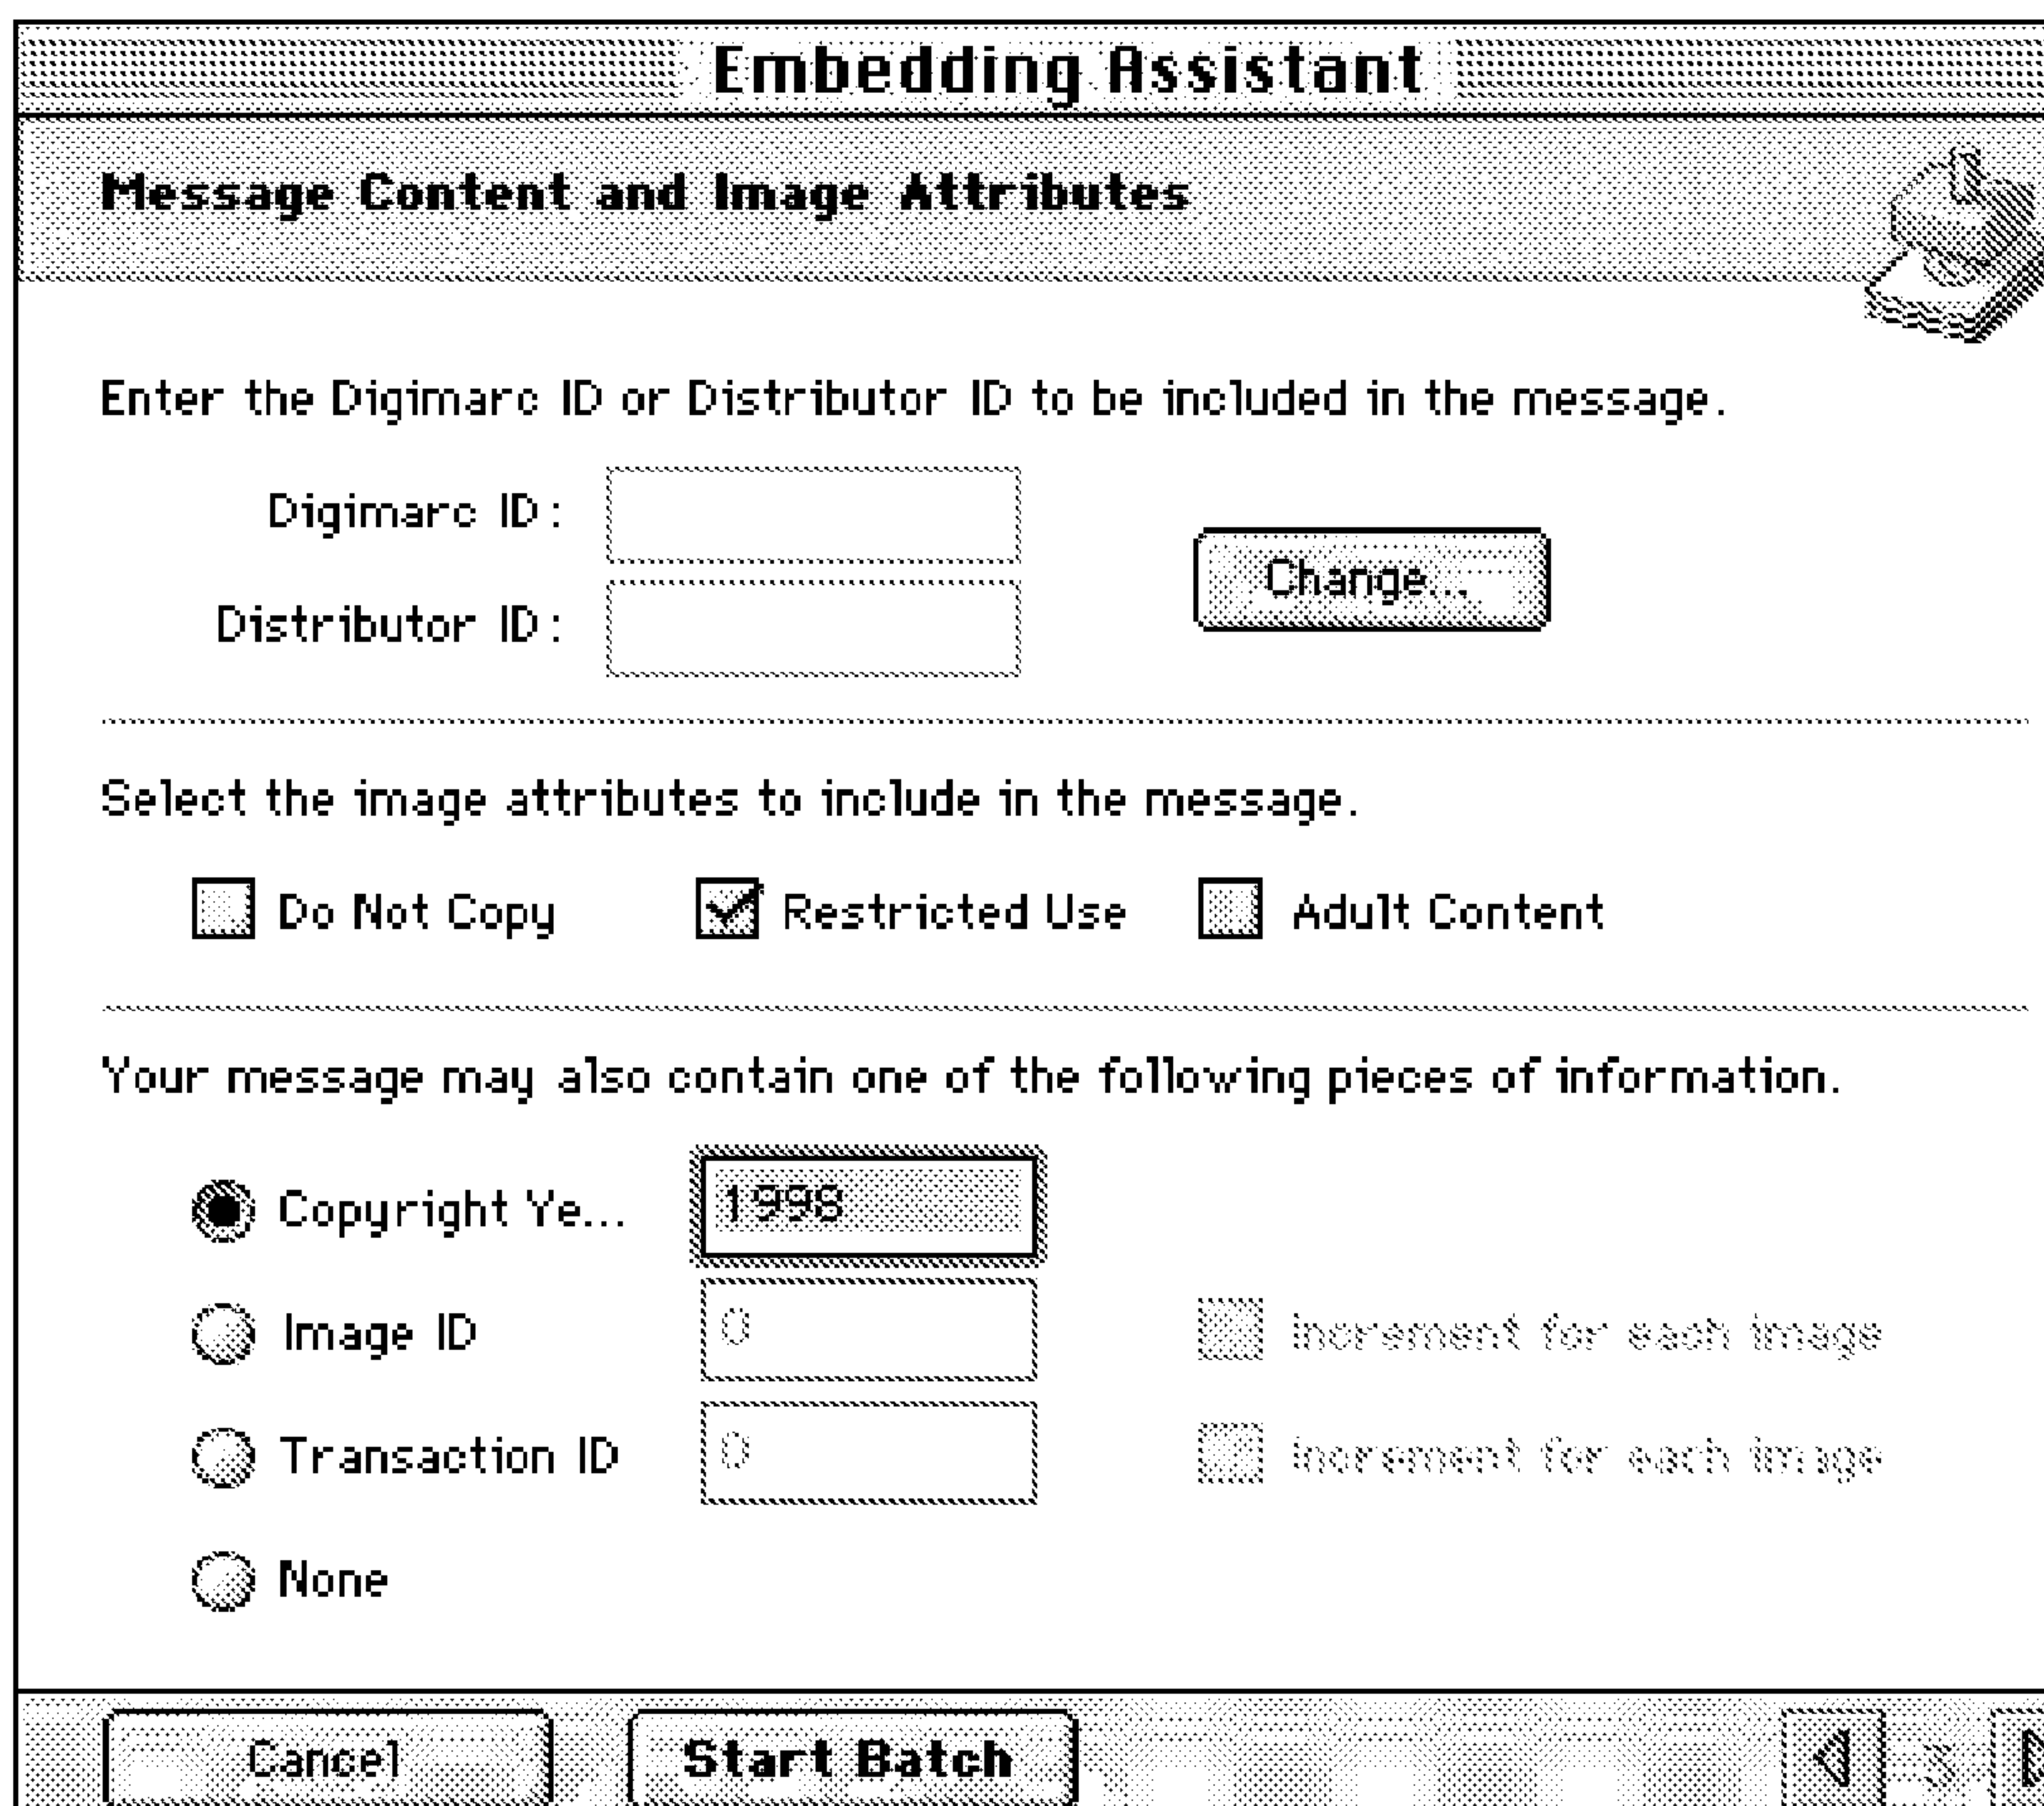 Embedding Assistant
Message Content and Image Attributes
Enter the Digimarc ID or Distributor ID to be included in the message.
Digimarc ID:
Change...
Distributor ID:
Select the image attributes to include in the message.
Do Not Copy Restricted Use Adult Content
Your message may also contain one of the following pieces of information.
Copyright Ye... 1998
Image ID 0 Increment for each image
Transaction ID 0 Increment for each image
None
Cancel Start Batch 3